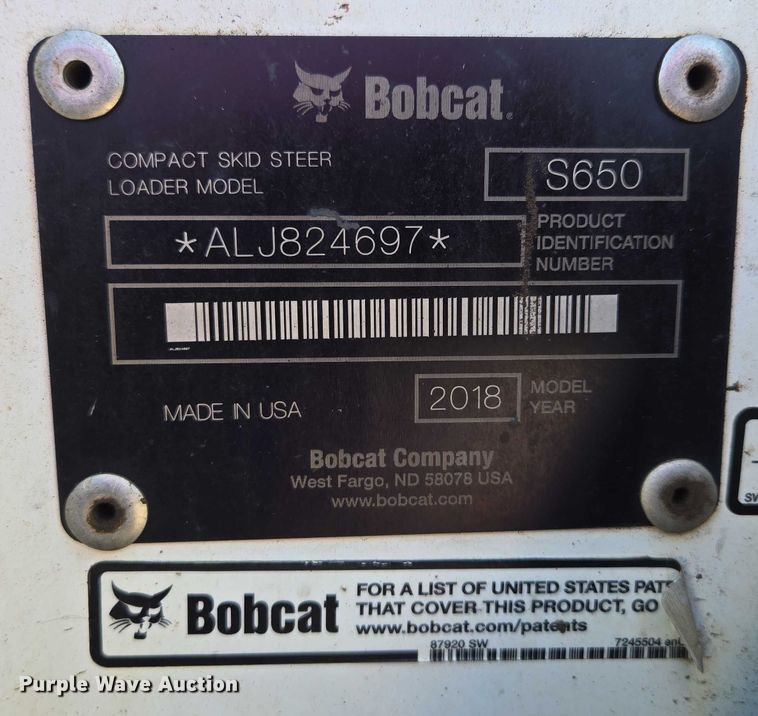 Bobcat®
COMPACT SKID STEER
LOADER MODEL
S650
*ALJ824697*
PRODUCT
IDENTIFICATION
NUMBER
MADE IN USA
2018
MODEL
YEAR
Bobcat Company
West Fargo, ND 58078 USA
www.bobcat.com
Bobcat
FOR A LIST OF UNITED STATES PAT
THAT COVER THIS PRODUCT, GO
www.bobcat.com/patents
87920 SW
7245504
SW
Purple Wave Auction